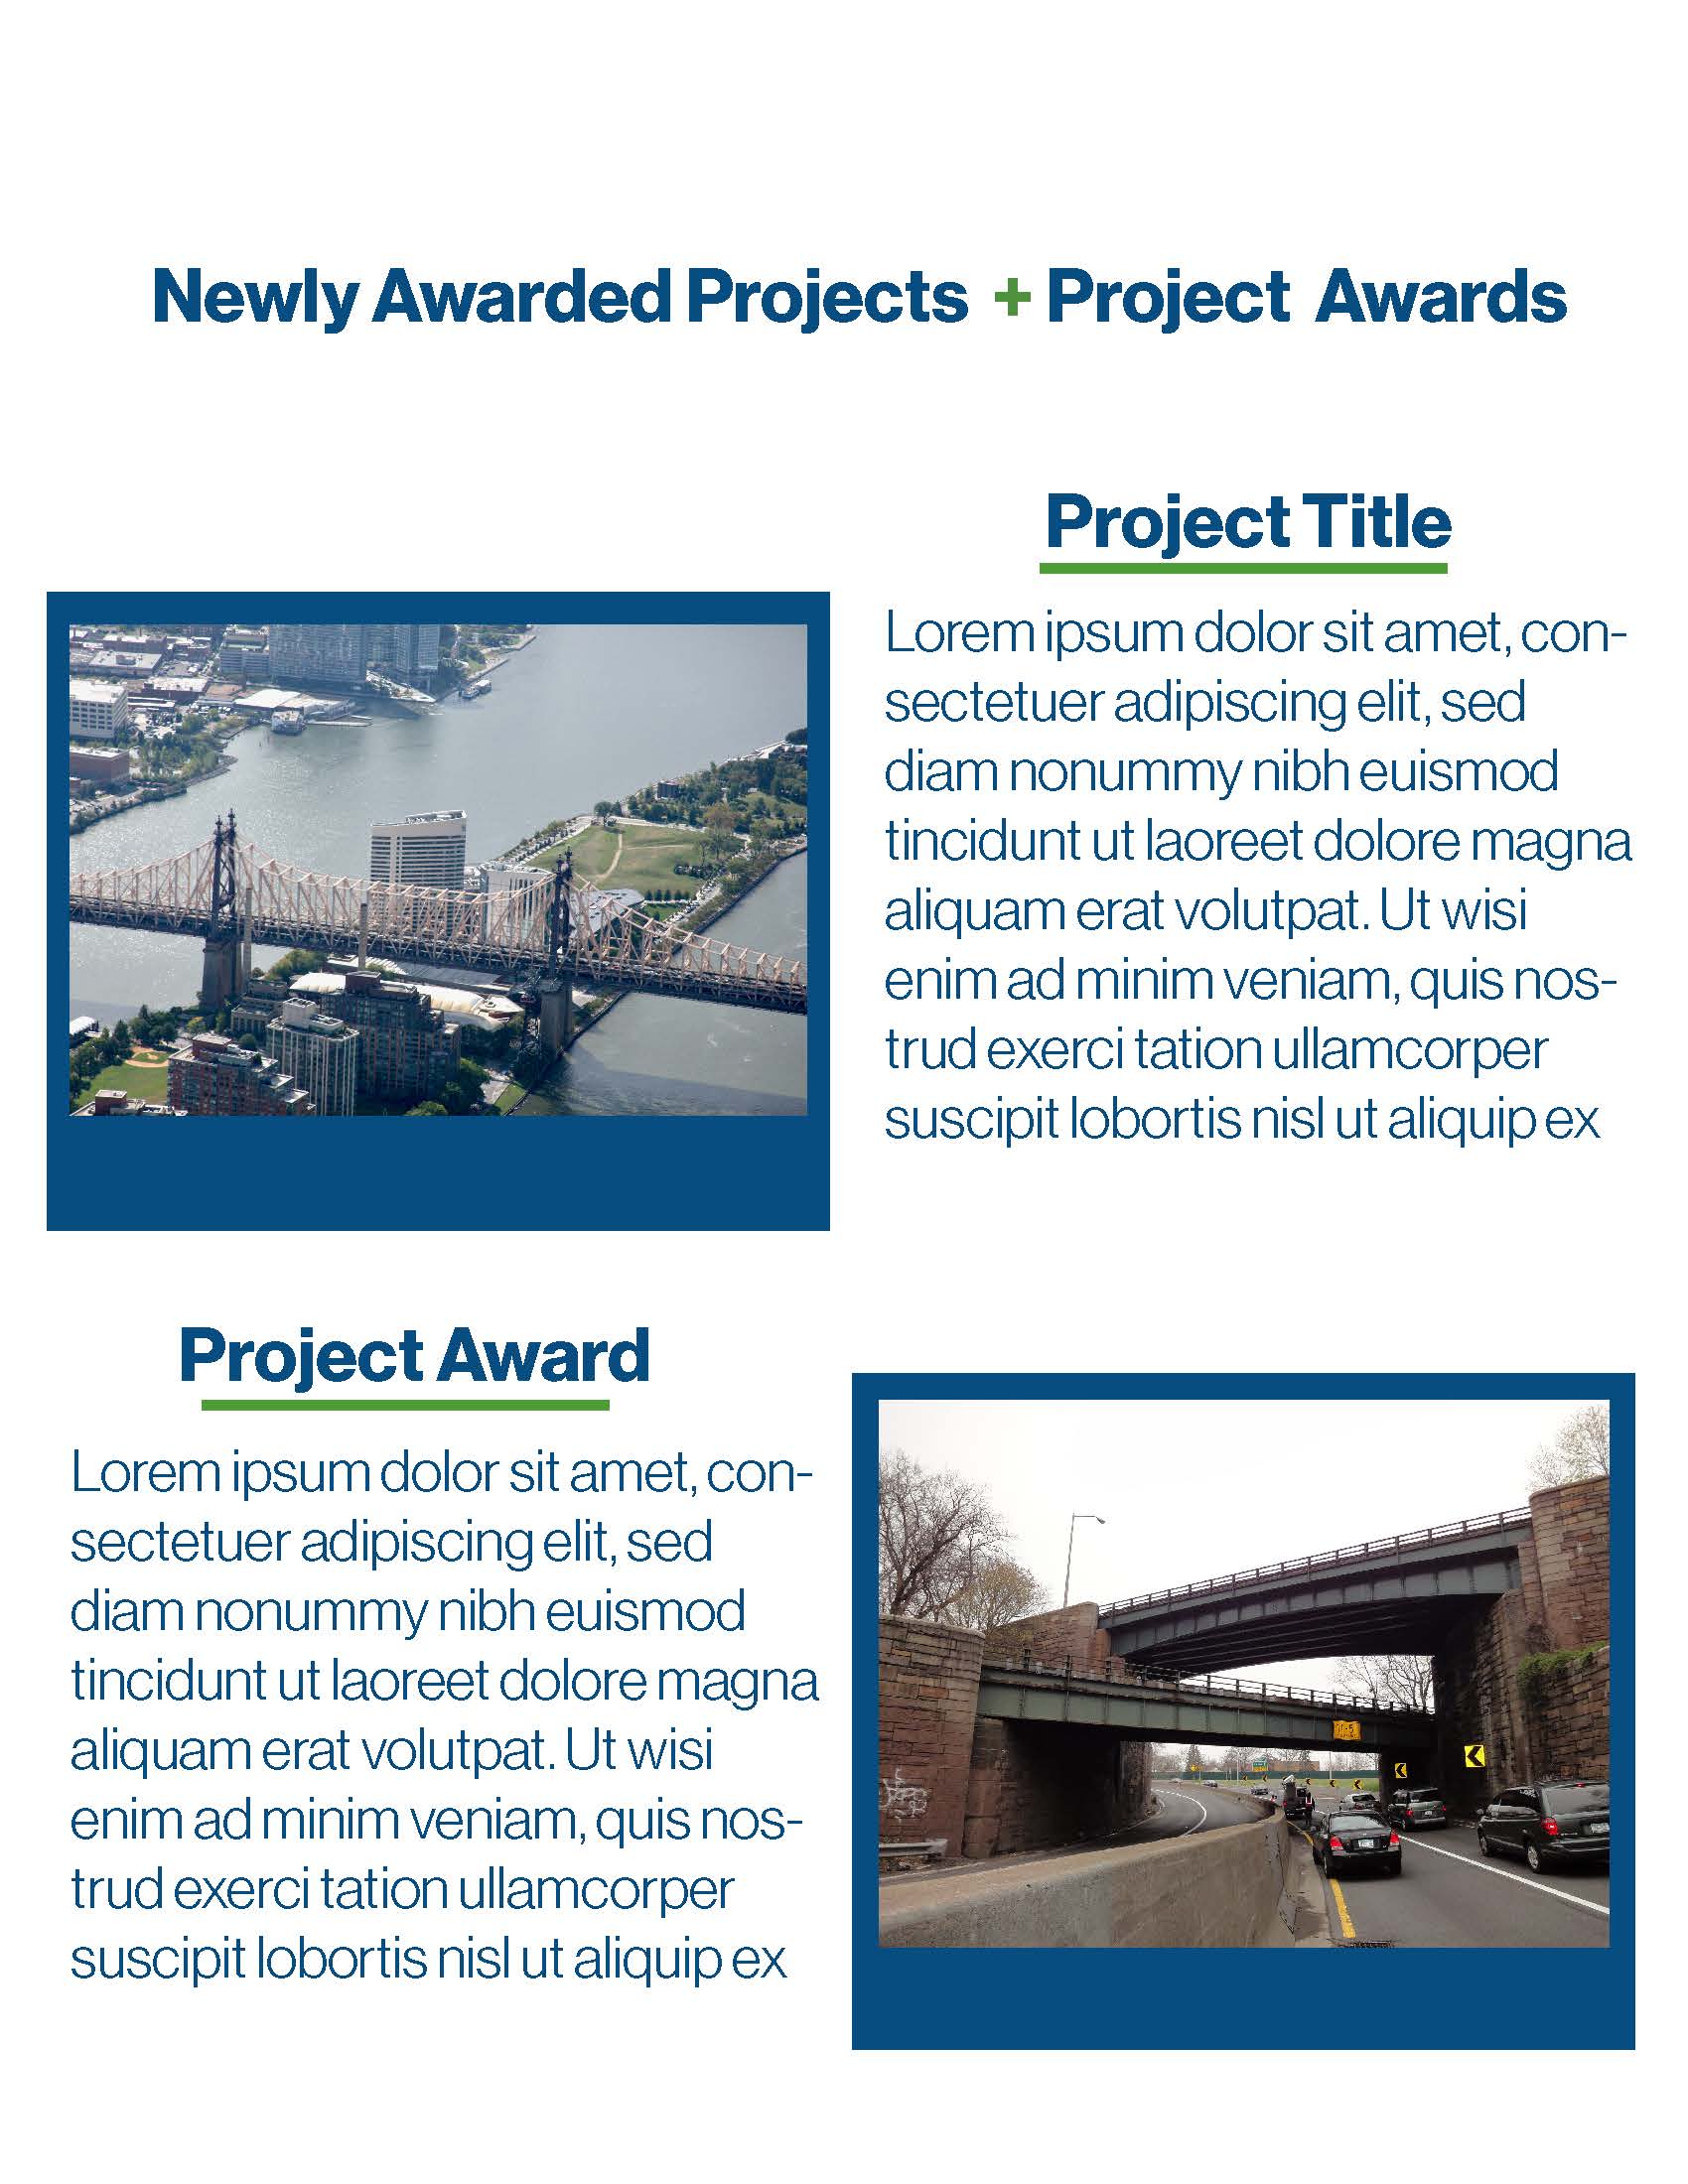 Newly Awarded Projects + Project Awards
Project Title
Lorem ipsum dolor sit amet, con-
sectetuer adipiscing elit, sed
diam nonummy nibh euismod
tincidunt ut laoreet dolore magna
aliquam erat volutpat. Ut wisi
enim ad minim veniam, quis nos-
trud exerci tation ullamcorper
suscipit lobortis nisl ut aliquip ex
Project Award
Lorem ipsum dolor sit amet, con-
sectetuer adipiscing elit, sed
diam nonummy nibh euismod
tincidunt ut laoreet dolore magna
aliquam erat volutpat. Ut wisi
enim ad minim veniam, quis nos-
trud exerci tation ullamcorper
suscipit lobortis nisl ut aliquip ex